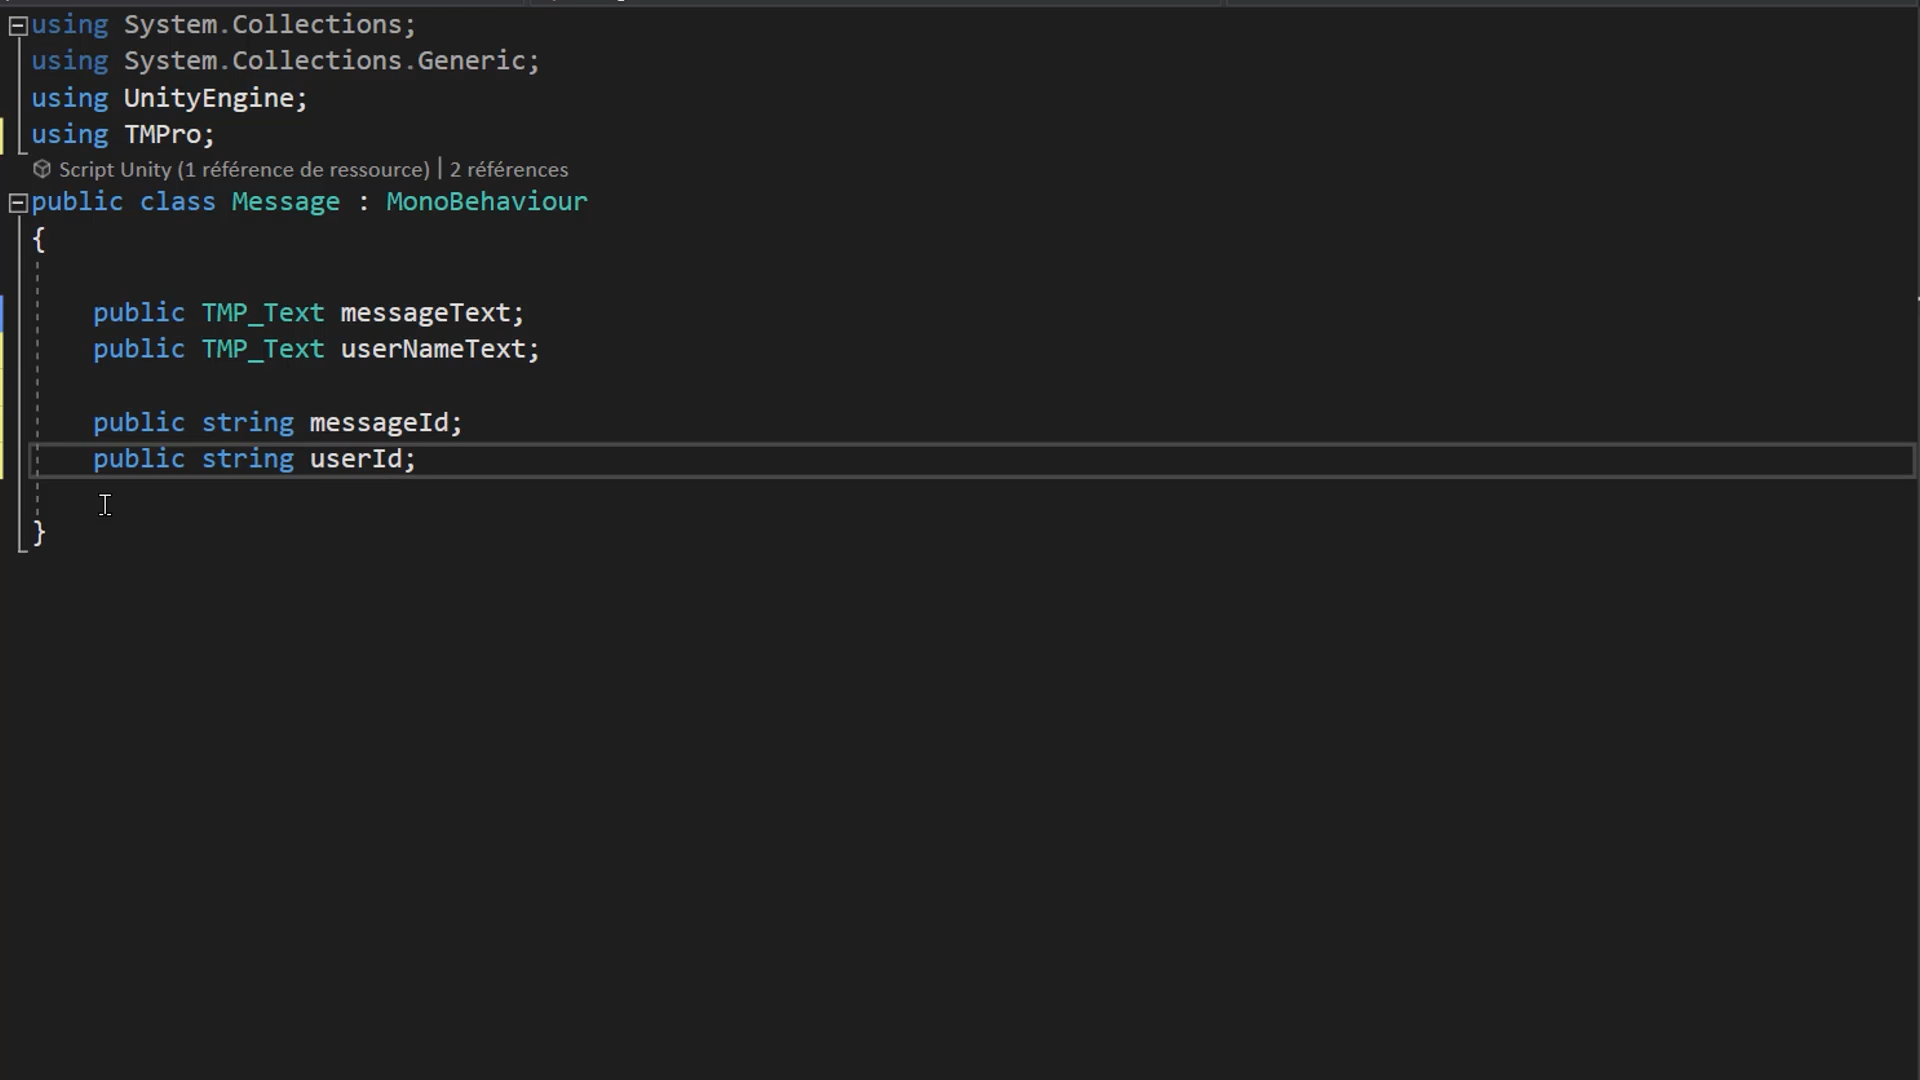 using System.Collections;
using System.Collections.Generic;
using UnityEngine;
using TMPro;
Script Unity (1 référence de ressource) | 2 références
public class Message : MonoBehaviour
{
public TMP_Text messageText;
public TMP_Text userNameText;
public string messageId;
public string userId;
}